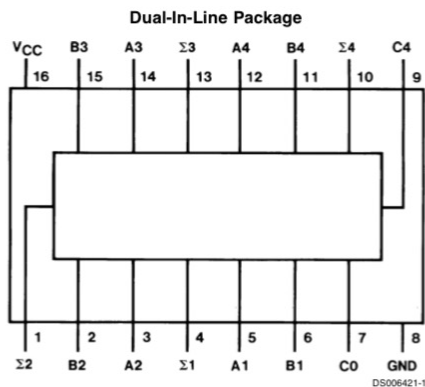 Dual-In-Line Package
VCC B3 A3 Σ3 A4 B4 Σ4 C4
16 15 14 13 12 11 10 9
1 2 3 4 5 6 7 8
Σ2 B2 A2 Σ1 A1 B1 C0 GND
DS006421-1